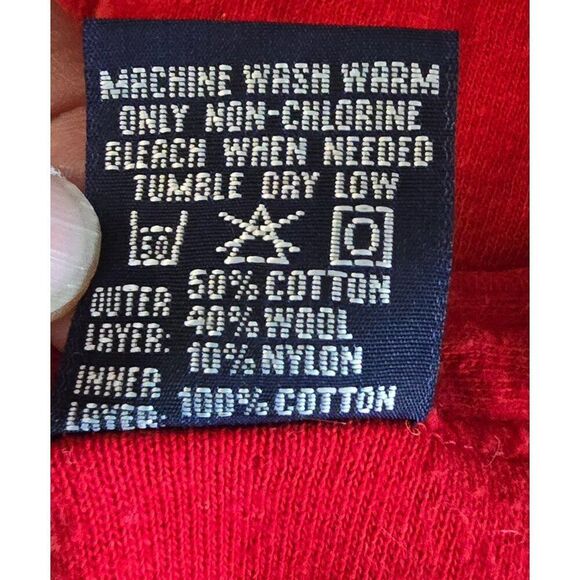 MACHINE WASH WARM
ONLY NON-CHLORINE
BLEACH WHEN NEEDED
TUMBLE DRY LOW
50
OUTER LAYER: 50% COTTON
40% WOOL
10% NYLON
INNER LAYER: 100% COTTON